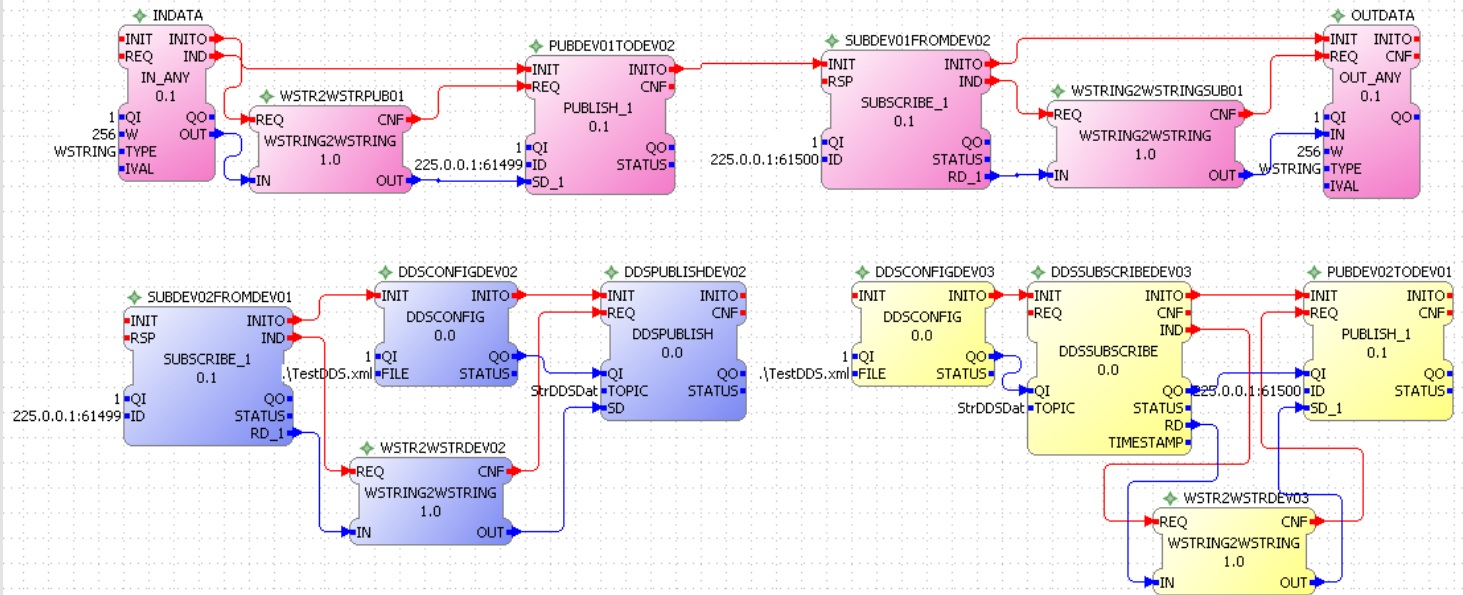 INDATA
INIT INITO
REQ IND
IN_ANY
0.1
1 QI QO
256 W OUT
WSTRING TYPE
IVAL
WSTR2WSTRPUB01
REQ CNF
WSTRING2WSTRING
1.0
IN OUT
PUBDEV01TODEV02
INIT INITO
REQ CNF
PUBLISH_1
0.1
1 QI QO
225.0.0.1:61499 ID STATUS
SD_1
SUBDEV01FROMDEV02
INIT INITO
RSP IND
SUBSCRIBE_1
0.1
1 QI QO
225.0.0.1:61500 ID STATUS
RD_1
WSTRING2WSTRINGSUB01
REQ CNF
WSTRING2WSTRING
1.0
IN OUT
OUTDATA
INIT INITO
REQ CNF
OUT_ANY
0.1
1 QI QO
IN
256 W
WSTRING TYPE
IVAL
SUBDEV02FROMDEV01
INIT INITO
RSP IND
SUBSCRIBE_1
0.1
1 QI QO
225.0.0.1:61499 ID STATUS
RD_1
DDSCONFIGDEV02
INIT INITO
DDSCONFIG
0.0
1 QI QO
.\TestDDS.xml FILE STATUS
WSTR2WSTRDEV02
REQ CNF
WSTRING2WSTRING
1.0
IN OUT
DDSPUBLISHDEV02
INIT INITO
REQ CNF
DDSPUBLISH
0.0
QI QO
StrDDSDat TOPIC STATUS
SD
DDSCONFIGDEV03
INIT INITO
DDSCONFIG
0.0
1 QI QO
.\TestDDS.xml FILE STATUS
DDSSUBSCRIBEDEV03
INIT INITO
REQ CNF
IND
DDSSUBSCRIBE
0.0
QI QO
StrDDSDat TOPIC STATUS
RD
TIMESTAMP
PUBDEV02TODEV01
INIT INITO
REQ CNF
PUBLISH_1
0.1
QI QO
225.0.0.1:61500 ID STATUS
SD_1
WSTR2WSTRDEV03
REQ CNF
WSTRING2WSTRING
1.0
IN OUT